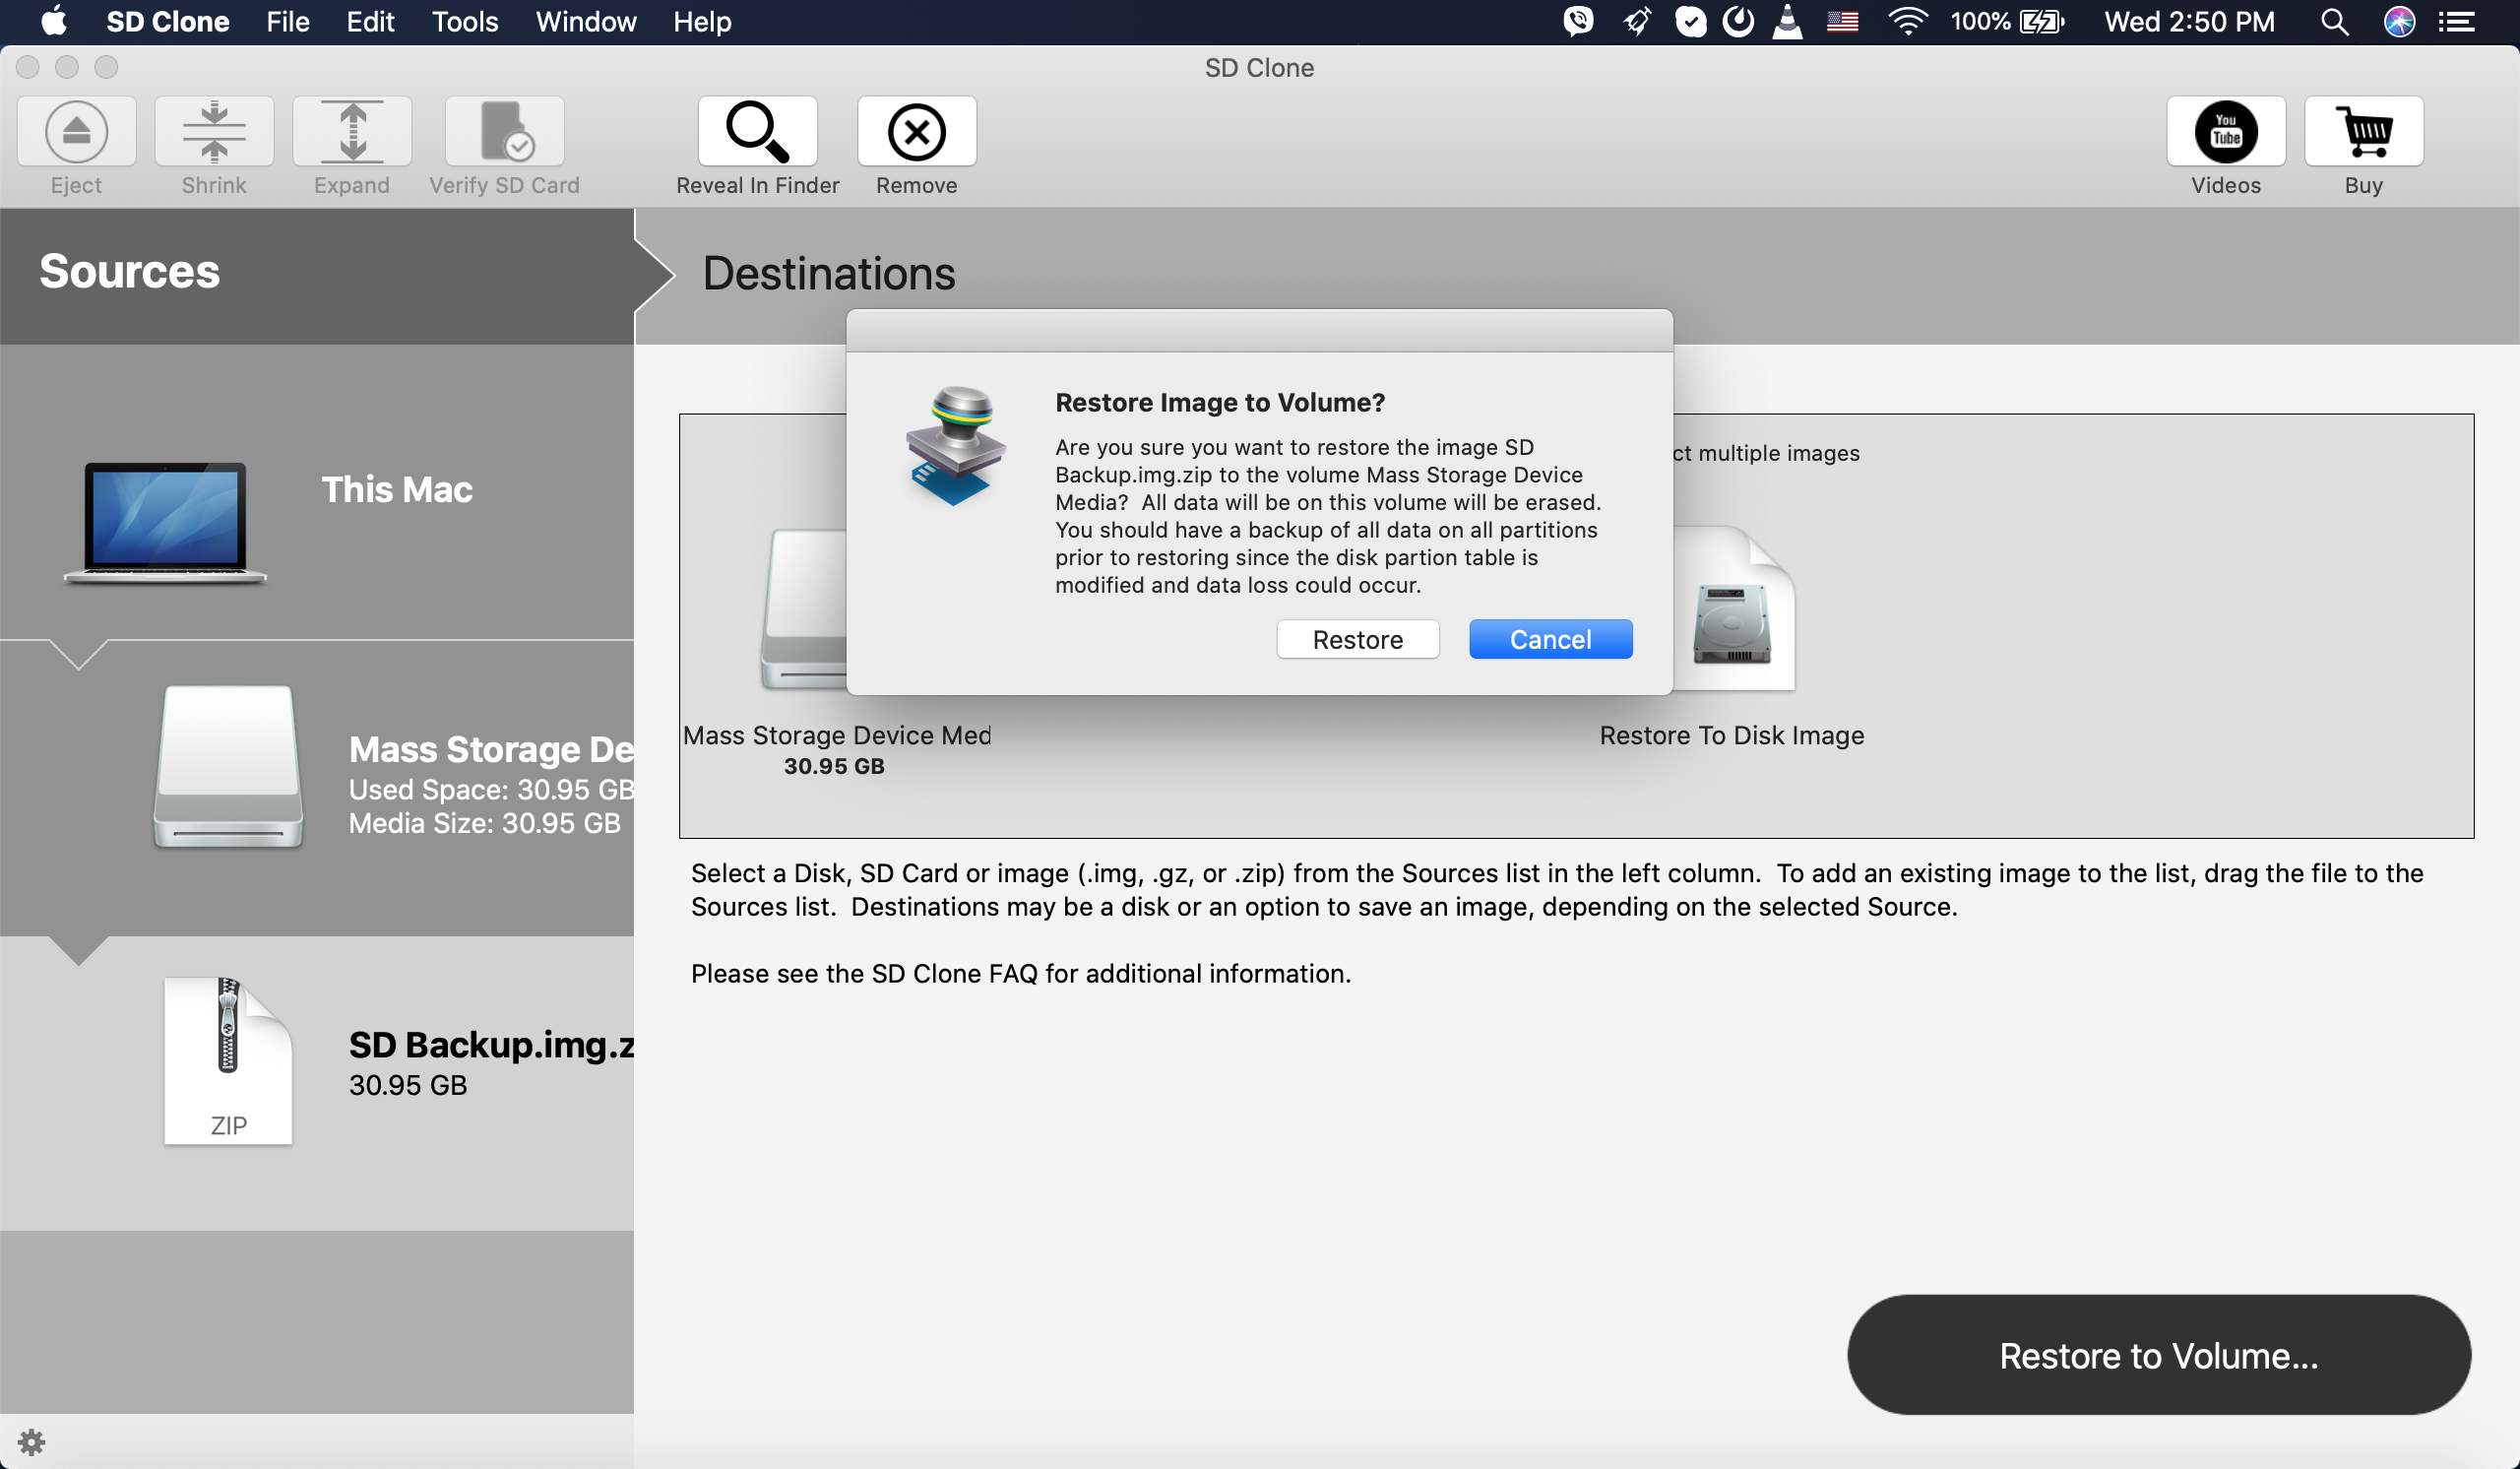 SD Clone File Edit Tools Window Help 100% Wed 2:50 PM
SD Clone
Eject Shrink Expand Verify SD Card Reveal In Finder Remove You Tube Videos Buy
Sources
Destinations
This Mac
Mass Storage De
Used Space: 30.95 GB
Media Size: 30.95 GB
SD Backup.img.z
30.95 GB
ZIP
Restore Image to Volume?
Are you sure you want to restore the image SD
Backup.img.zip to the volume Mass Storage Device
Media?  All data will be on this volume will be erased.
You should have a backup of all data on all partitions
prior to restoring since the disk partion table is
modified and data loss could occur.
Restore Cancel
ct multiple images
Mass Storage Device Med
30.95 GB
Restore To Disk Image
Select a Disk, SD Card or image (.img, .gz, or .zip) from the Sources list in the left column.  To add an existing image to the list, drag the file to the
Sources list.  Destinations may be a disk or an option to save an image, depending on the selected Source.
Please see the SD Clone FAQ for additional information.
Restore to Volume...